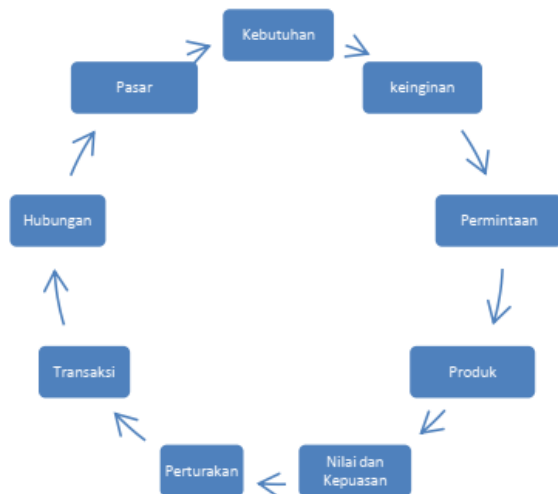 Kebutuhan
keinginan
Permintaan
Produk
Nilai dan
Kepuasan
Perturakan
Transaksi
Hubungan
Pasar